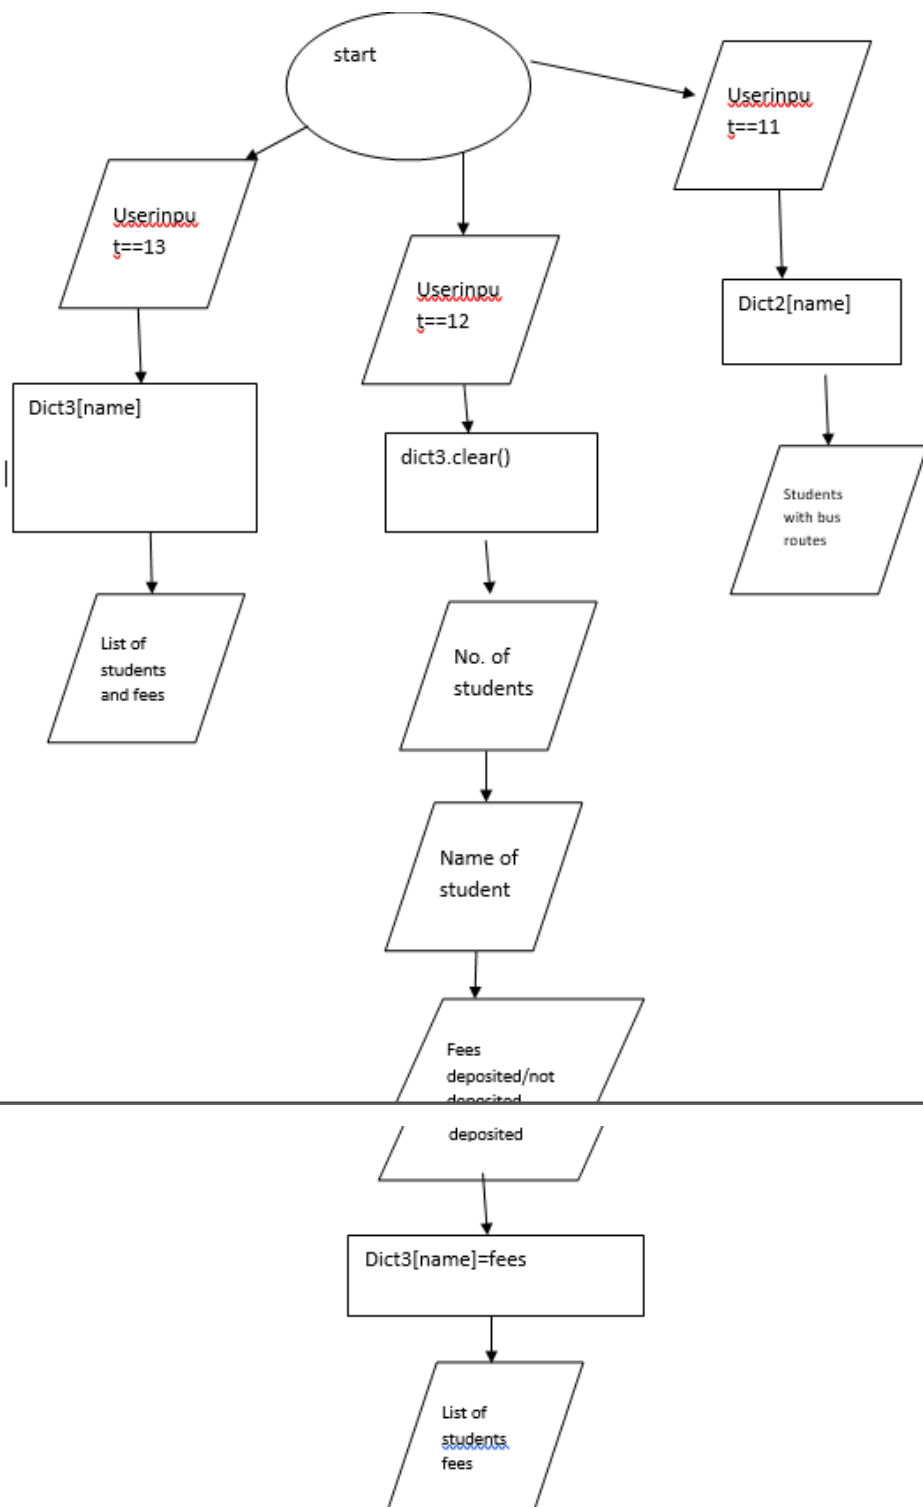 start
Userinpu
t==11
Userinpu
t==13
Userinpu
t==12
Dict2[name]
Dict3[name]
dict3.clear()
Students
with bus
routes
List of
students
and fees
No. of
students
Name of
student
Fees
deposited/not
deposited
deposited
Dict3[name]=fees
List of
students
fees